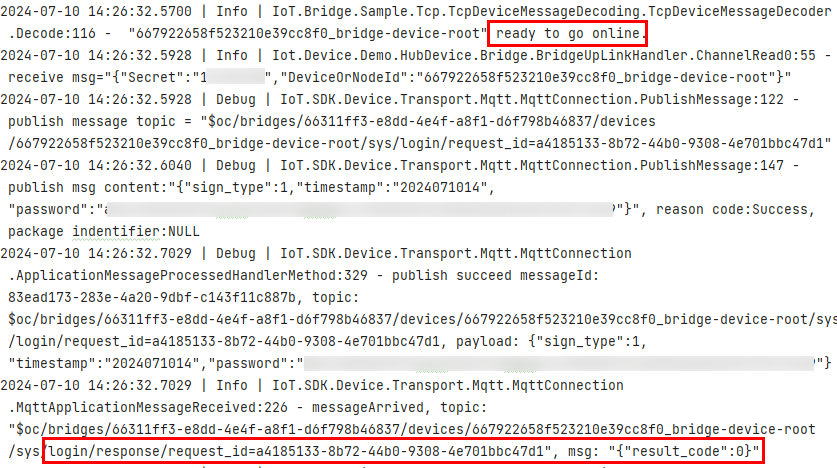 2024-07-10 14:26:32.5700 | Info | IoT.Bridge.Sample.Tcp.TcpDeviceMessageDecoding.TcpDeviceMessageDecoder
.Decode:116 - "667922658f523210e39cc8f0_bridge-device-root" ready to go online.
2024-07-10 14:26:32.5928 | Info | Iot.Device.Demo.HubDevice.Bridge.BridgeUpLinkHandler.ChannelRead0:55 -
receive msg="{"Secret":"1 ","DeviceOrNodeId":"667922658f523210e39cc8f0_bridge-device-root"}"
2024-07-10 14:26:32.5928 | Debug | IoT.SDK.Device.Transport.Mqtt.MqttConnection.PublishMessage:122 -
publish message topic = "$oc/bridges/66311ff3-e8dd-4e4f-a8f1-d6f798b46837/devices
/667922658f523210e39cc8f0_bridge-device-root/sys/login/request_id=a4185133-8b72-44b0-9308-4e701bbc47d1"
2024-07-10 14:26:32.6040 | Debug | IoT.SDK.Device.Transport.Mqtt.MqttConnection.PublishMessage:147 -
publish msg content:"{"sign_type":1,"timestamp":"2024071014",
"password":" "}", reason code:Success,
package indentifier:NULL
2024-07-10 14:26:32.7029 | Debug | IoT.SDK.Device.Transport.Mqtt.MqttConnection
.ApplicationMessageProcessedHandlerMethod:329 - publish succeed messageId:
83ead173-283e-4a20-9dbf-c143f11c887b, topic:
$oc/bridges/66311ff3-e8dd-4e4f-a8f1-d6f798b46837/devices/667922658f523210e39cc8f0_bridge-device-root/sys
/login/request_id=a4185133-8b72-44b0-9308-4e701bbc47d1, payload: {"sign_type":1,
"timestamp":"2024071014","password":" "}
2024-07-10 14:26:32.7029 | Info | IoT.SDK.Device.Transport.Mqtt.MqttConnection
.MqttApplicationMessageReceived:226 - messageArrived, topic:
"$oc/bridges/66311ff3-e8dd-4e4f-a8f1-d6f798b46837/devices/667922658f523210e39cc8f0_bridge-device-root
/sys/login/response/request_id=a4185133-8b72-44b0-9308-4e701bbc47d1", msg: "{"result_code":0}"